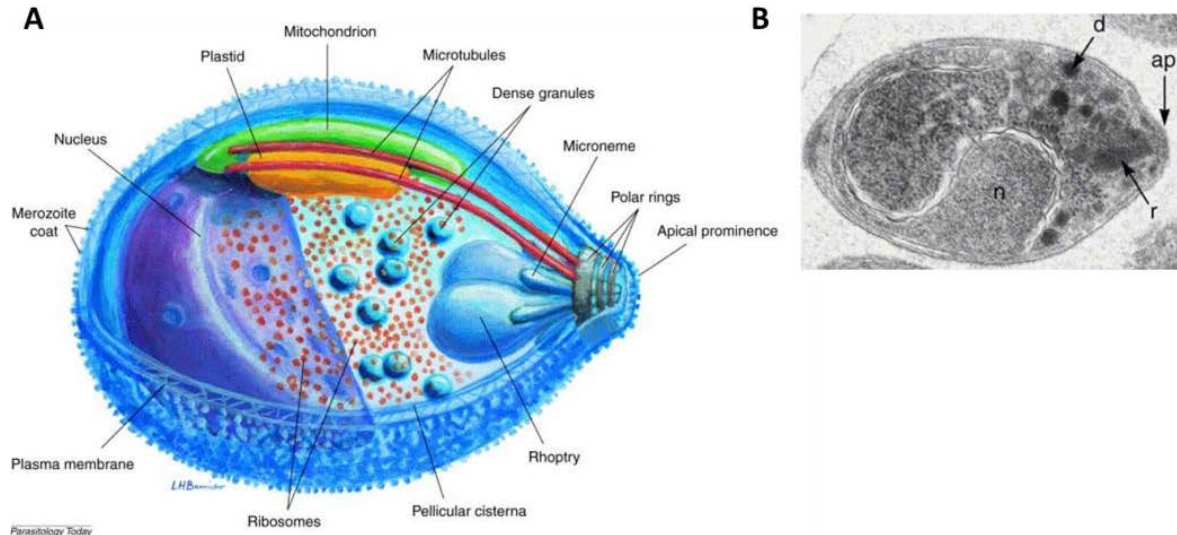 A
Mitochondrion
Plastid
Microtubules
Dense granules
Nucleus
Microneme
Merozoite
coat
Polar rings
Apical prominence
Plasma membrane
Rhoptry
Pellicular cisterna
Ribosomes
LHBannister
Parasitology Today
B
d
ap
n
r